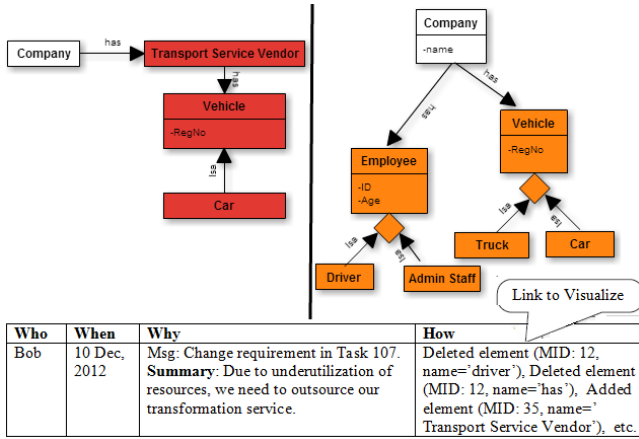 Company
has
Transport Service Vendor
has
Vehicle
-RegNo
Isa
Car
Company
-name
has
has
Employee
-ID
-Age
Vehicle
-RegNo
Isa
Isa
Isa
Isa
Driver
Admin Staff
Truck
Car
Link to Visualize
Who When Why How
Bob
10 Dec,
2012
Msg: Change requirement in Task 107.
Summary: Due to underutilization of
resources, we need to outsource our
transformation service.
Deleted element (MID: 12,
name=’driver’), Deleted element
(MID: 12, name=’has’), Added
element (MID: 35, name=’
Transport Service Vendor’), etc.